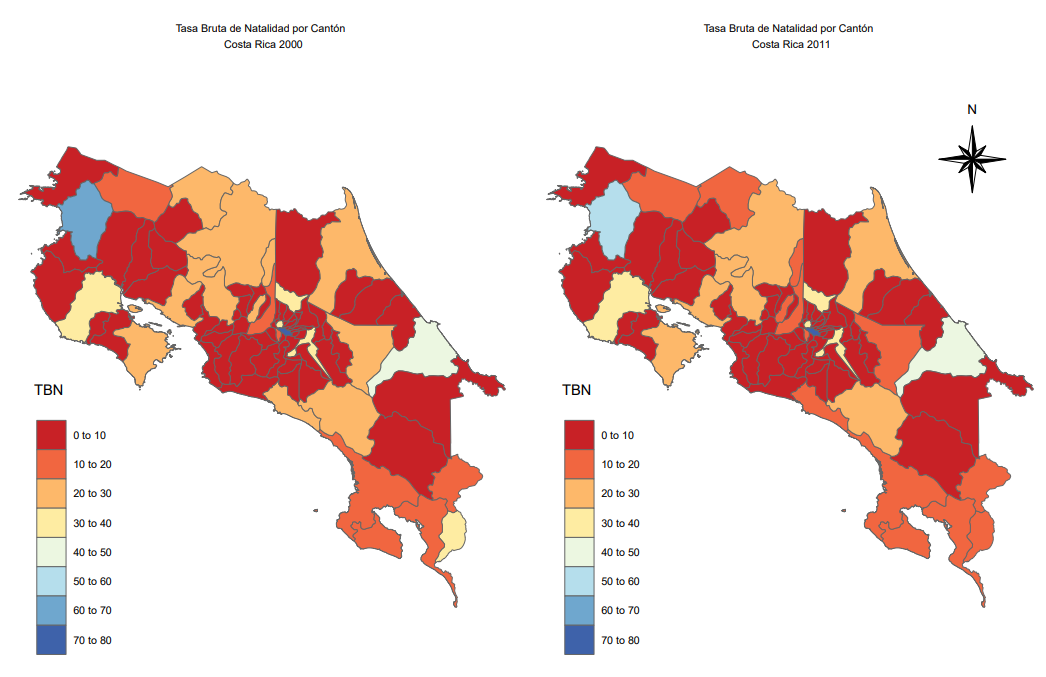 Tasa Bruta de Natalidad por Cantón
Costa Rica 2000
Tasa Bruta de Natalidad por Cantón
Costa Rica 2011
N
TBN
0 to 10
10 to 20
20 to 30
30 to 40
40 to 50
50 to 60
60 to 70
70 to 80
TBN
0 to 10
10 to 20
20 to 30
30 to 40
40 to 50
50 to 60
60 to 70
70 to 80